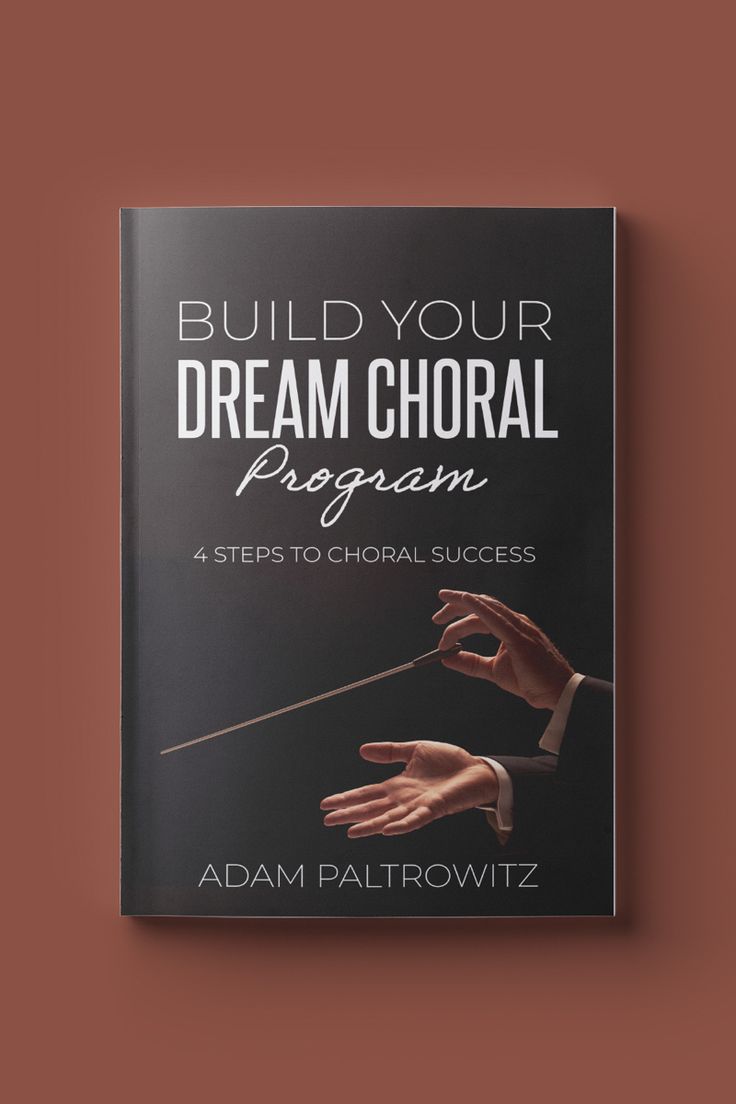 BUILD YOUR
DREAM CHORAL
Program
4 STEPS TO CHORAL SUCCESS
ADAM PALTROWITZ